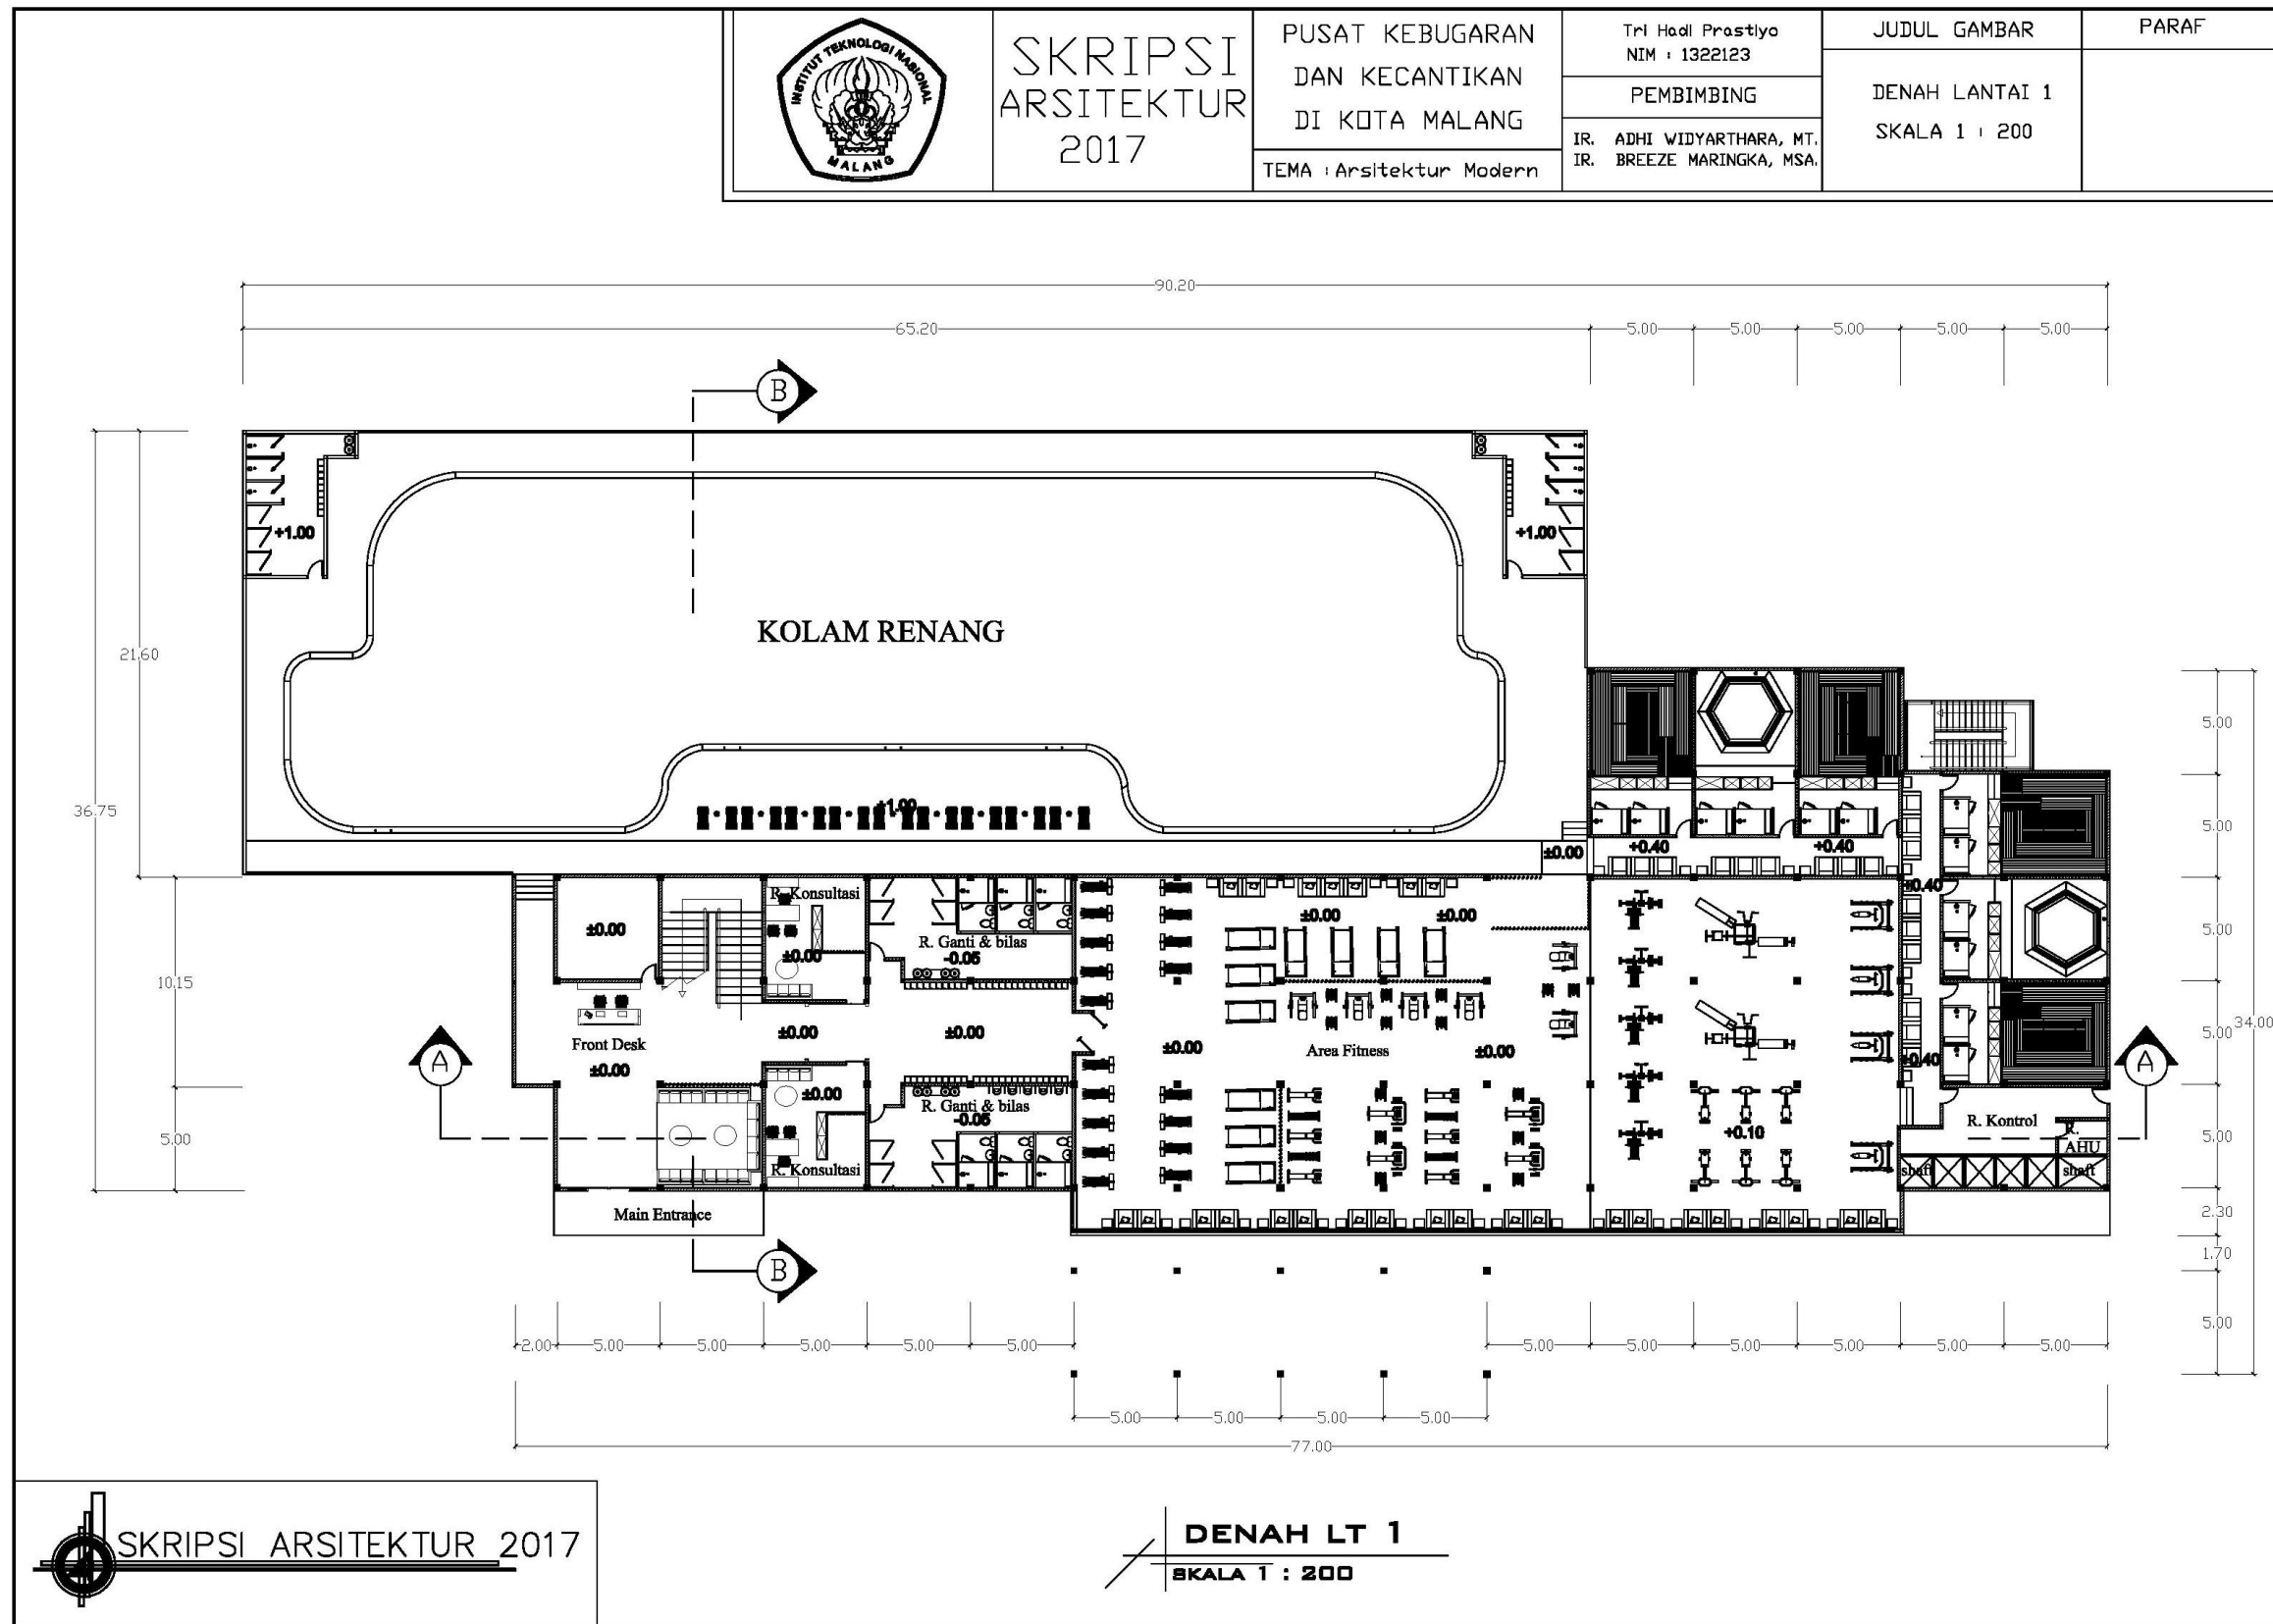 INSTITUT TEKNOLOGI NASIONAL
MALANG
SKRIPSI
ARSITEKTUR
2017
PUSAT KEBUGARAN
DAN KECANTIKAN
DI KOTA MALANG
TEMA : Arsitektur Modern
Tri Hadi Prastiyo
NIM : 1322123
PEMBIMBING
IR. ADHI WIDYARTHARA, MT.
IR. BREEZE MARINGKA, MSA.
JUDUL GAMBAR
DENAH LANTAI 1
SKALA 1 : 200
PARAF
90.20
65.20 5.00 5.00 5.00 5.00 5.00
B
+1.00
+1.00
KOLAM RENANG
21.60
36.75
+1.00
5.00
5.00
±0.00 +0.40 +0.40
+0.40
R. Konsultasi
±0.00
±0.00
R. Ganti & bilas
-0.05
±0.00 ±0.00
5.00
10.15
Front Desk
±0.00
±0.00
±0.00
±0.00
Area Fitness
±0.00
+0.40
5.00
34.00
A
A
±0.00
R. Ganti & bilas
-0.05
R. Konsultasi
+0.10
R. Kontrol
R.
AHU
shaft
shaft
5.00
5.00
Main Entrance
2.30
1.70
B
5.00
2.00 5.00 5.00 5.00 5.00 5.00 5.00 5.00 5.00 5.00 5.00 5.00
5.00 5.00 5.00 5.00
77.00
SKRIPSI ARSITEKTUR 2017
DENAH LT 1
SKALA 1 : 200